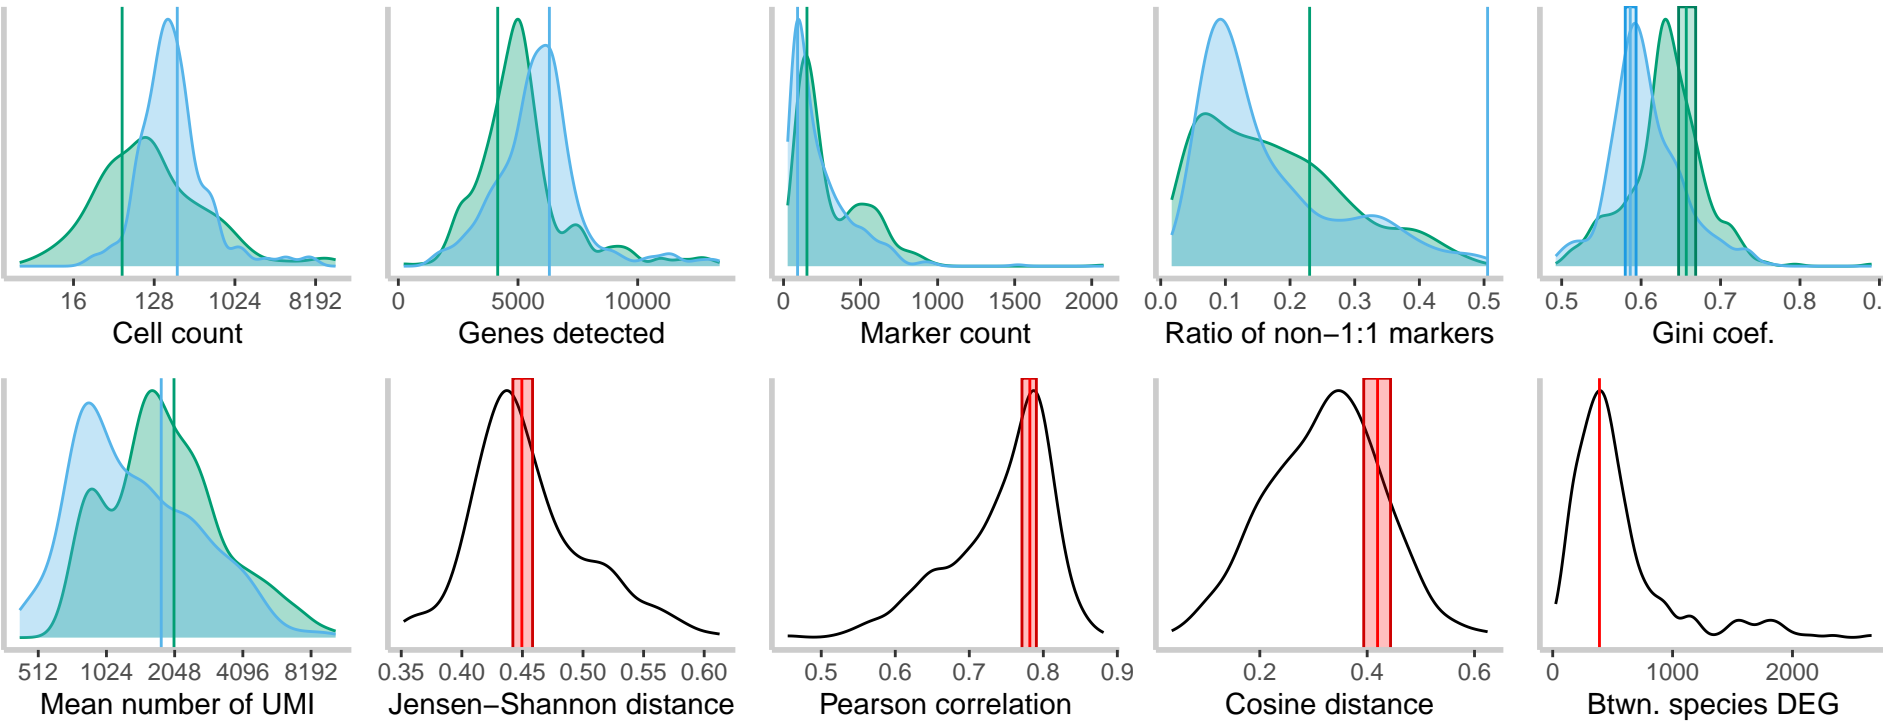 16 128 1024 8192
Cell count
0 5000 10000
Genes detected
0 500 1000 1500 2000
Marker count
0.0 0.1 0.2 0.3 0.4 0.5
Ratio of non−1:1 markers
0.5 0.6 0.7 0.8 0.
Gini coef.
512 1024 2048 4096 8192
Mean number of UMI
0.35 0.40 0.45 0.50 0.55 0.60
Jensen−Shannon distance
0.5 0.6 0.7 0.8 0.9
Pearson correlation
0.2 0.4 0.6
Cosine distance
0 1000 2000
Btwn. species DEG